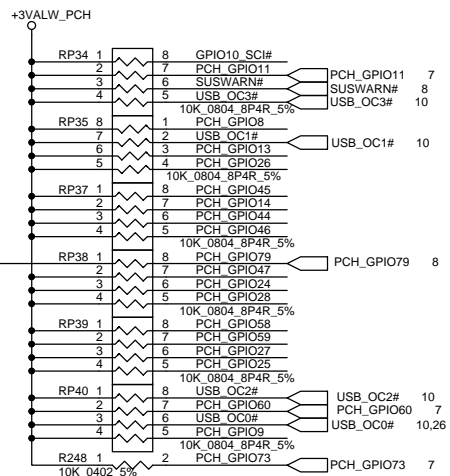 +3VALW_PCH
RP34 1 8 GPIO10_SCI#
2 7 PCH_GPIO11 PCH_GPIO11 7
3 6 SUSWARN# SUSWARN# 8
4 5 USB_OC3# USB_OC3# 10
10K_0804_8P4R_5%
RP35 8 1 PCH_GPIO8
7 2 USB_OC1# USB_OC1# 10
6 3 PCH_GPIO13
5 4 PCH_GPIO26
10K_0804_8P4R_5%
RP37 1 8 PCH_GPIO45
2 7 PCH_GPIO14
3 6 PCH_GPIO44
4 5 PCH_GPIO46
10K_0804_8P4R_5%
RP38 1 8 PCH_GPIO79 PCH_GPIO79 8
2 7 PCH_GPIO47
3 6 PCH_GPIO24
4 5 PCH_GPIO28
10K_0804_8P4R_5%
RP39 1 8 PCH_GPIO58
2 7 PCH_GPIO59
3 6 PCH_GPIO27
4 5 PCH_GPIO25
10K_0804_8P4R_5%
RP40 1 8 USB_OC2# USB_OC2# 10
2 7 PCH_GPIO60 PCH_GPIO60 7
3 6 USB_OC0# USB_OC0# 10,26
4 5 PCH_GPIO9
10K_0804_8P4R_5%
R248 1 2 PCH_GPIO73 PCH_GPIO73 7
10K_0402_5%